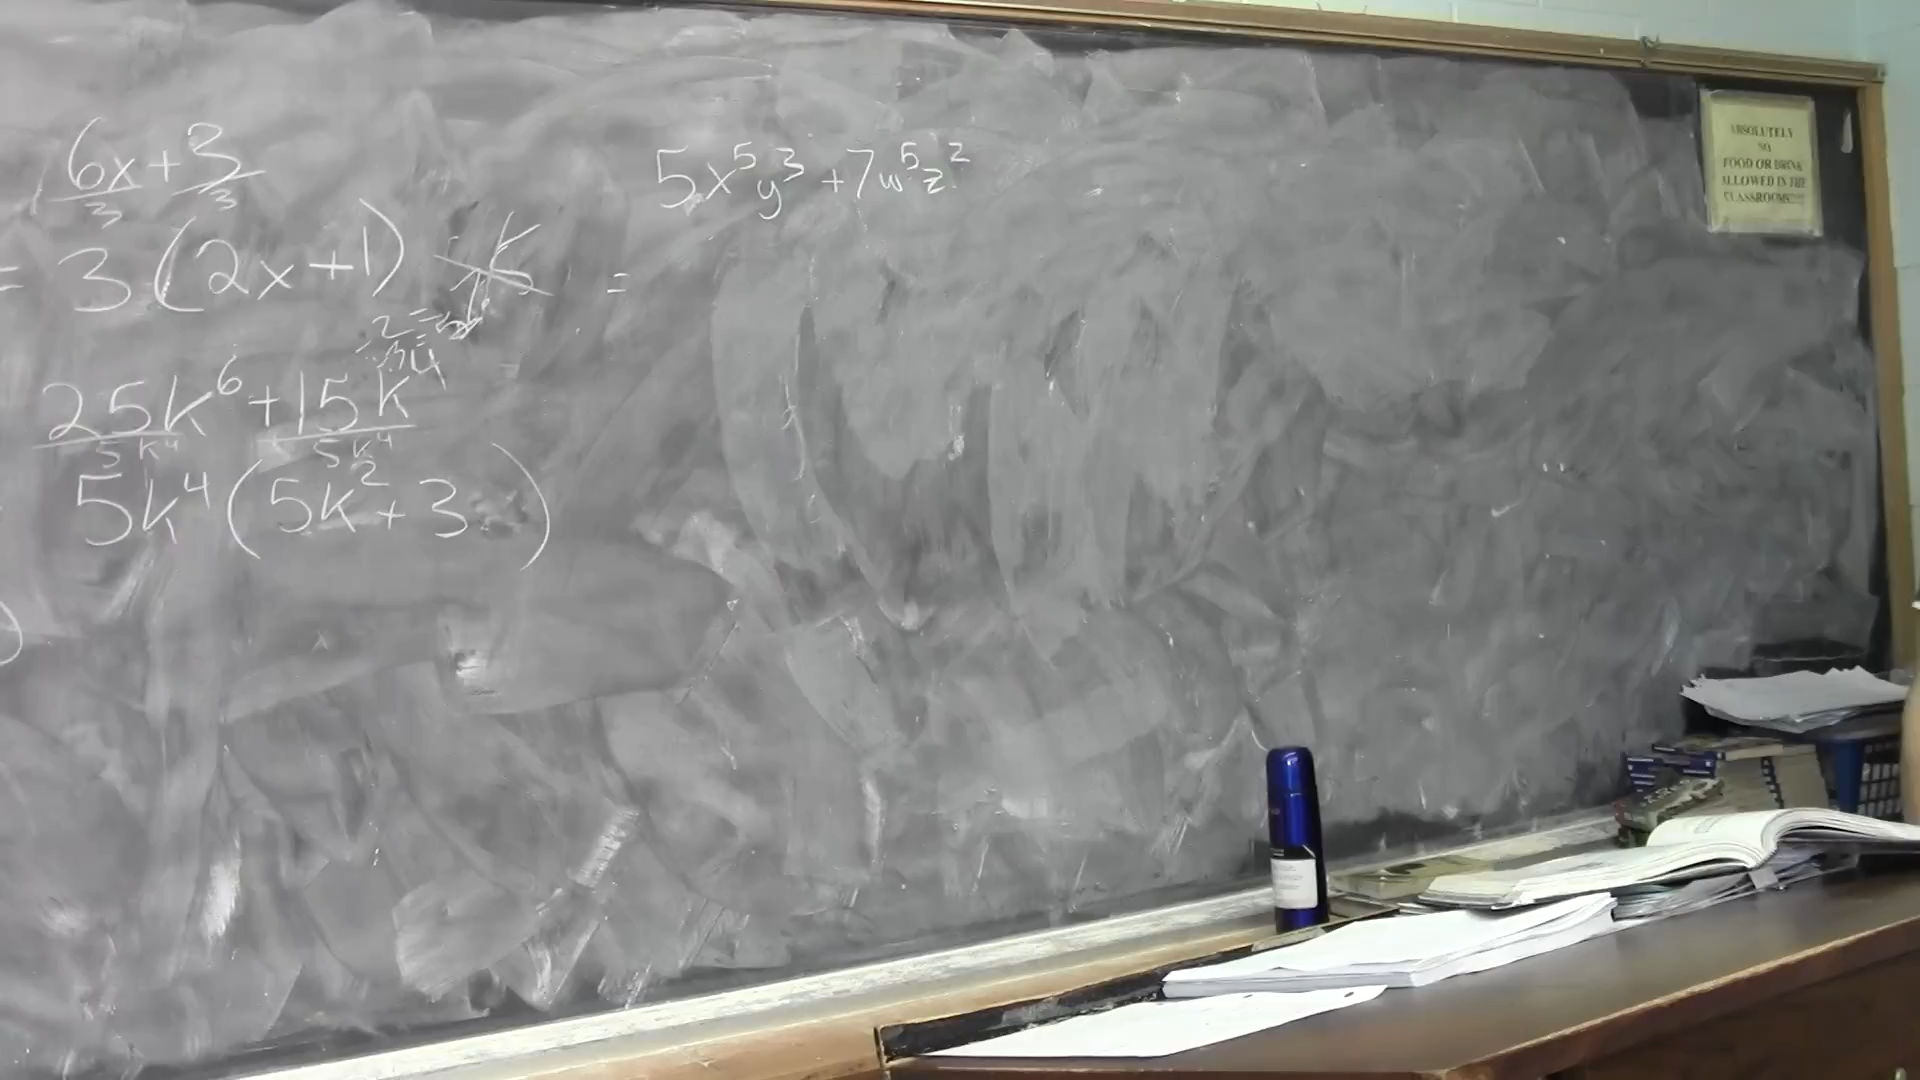 6x + 3
3 3
= 3 (2x+1)
25k⁶ + 15k⁴
5k⁴ 5k⁴
5k⁴ (5k² + 3)
5x⁵y³ + 7w⁵z²
=
ABSOLUTELY
NO
FOOD OR DRINK
ALLOWED IN THE
CLASSROOMS!!!